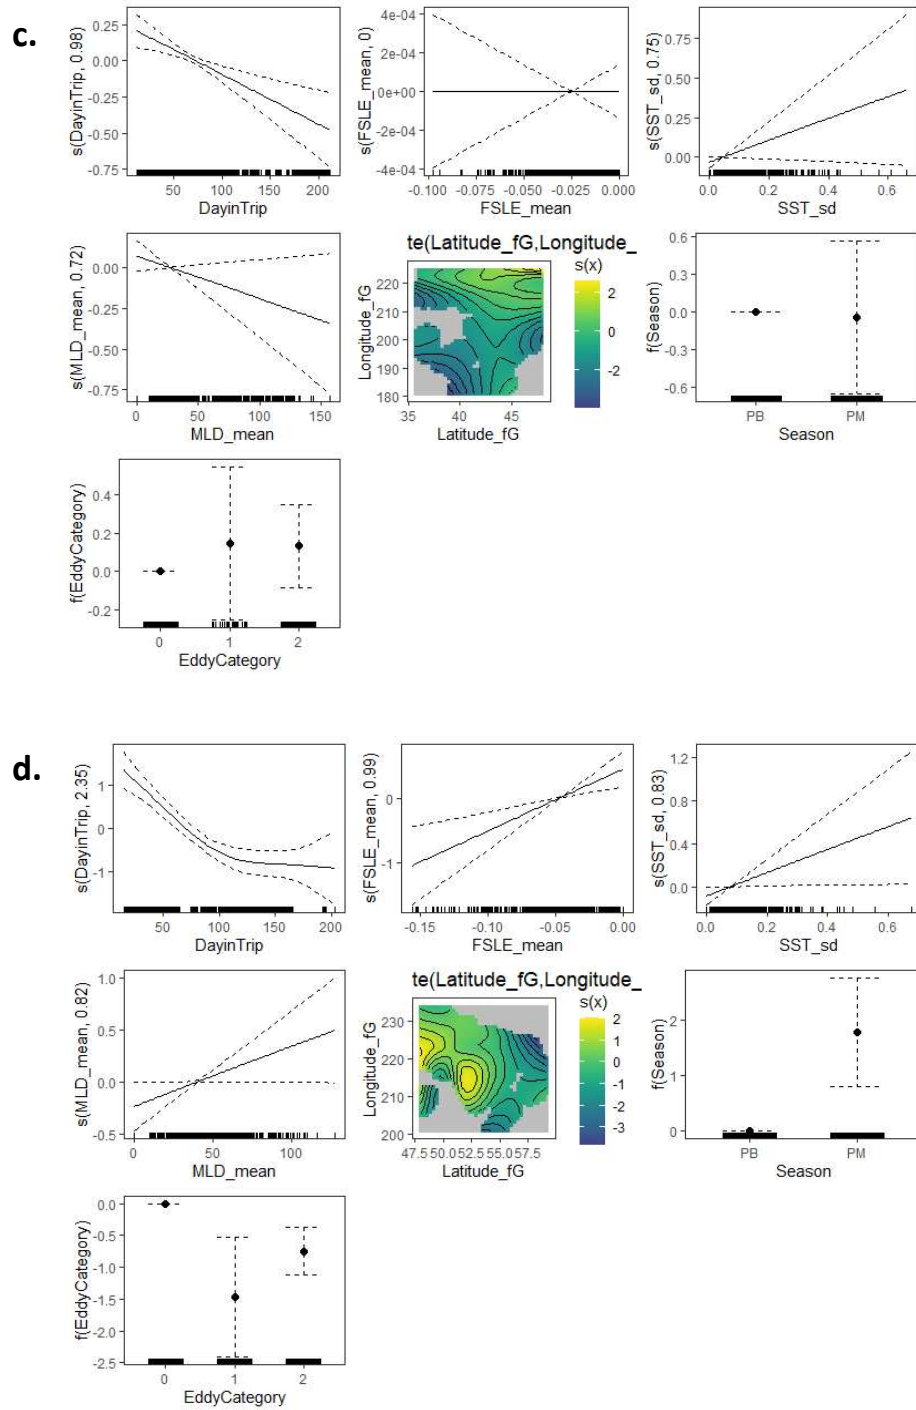 c.
s(DayinTrip, 0.98)
0.25
0.00
-0.25
-0.50
-0.75
50 100 150 200
DayinTrip
s(FSLE_mean, 0)
4e-04
2e-04
0e+00
-2e-04
-4e-04
-0.100 -0.075 -0.050 -0.025 0.000
FSLE_mean
s(SST_sd, 0.75)
0.75
0.50
0.25
0.00
0.0 0.2 0.4 0.6
SST_sd
s(MLD_mean, 0.72)
0.00
-0.25
-0.50
-0.75
0 50 100 150
MLD_mean
te(Latitude_fG,Longitude_
s(x)
2
0
-2
Longitude_fG
220
210
200
190
180
35 40 45
Latitude_fG
f(Season)
0.6
0.3
0.0
-0.3
-0.6
PB PM
Season
f(EddyCategory)
0.4
0.2
0.0
-0.2
0 1 2
EddyCategory
d.
s(DayinTrip, 2.35)
1
0
-1
50 100 150 200
DayinTrip
s(FSLE_mean, 0.99)
0
-1
-0.15 -0.10 -0.05 0.00
FSLE_mean
s(SST_sd, 0.83)
1.2
0.8
0.4
0.0
0.0 0.2 0.4 0.6
SST_sd
s(MLD_mean, 0.82)
1.0
0.5
0.0
-0.5
0 50 100
MLD_mean
te(Latitude_fG,Longitude_
s(x)
2
1
0
-1
-2
-3
Longitude_fG
230
220
210
200
47.5 50.0 52.5 55.0 57.5
Latitude_fG
f(Season)
2
1
0
PB PM
Season
f(EddyCategory)
0.0
-0.5
-1.0
-1.5
-2.0
-2.5
0 1 2
EddyCategory